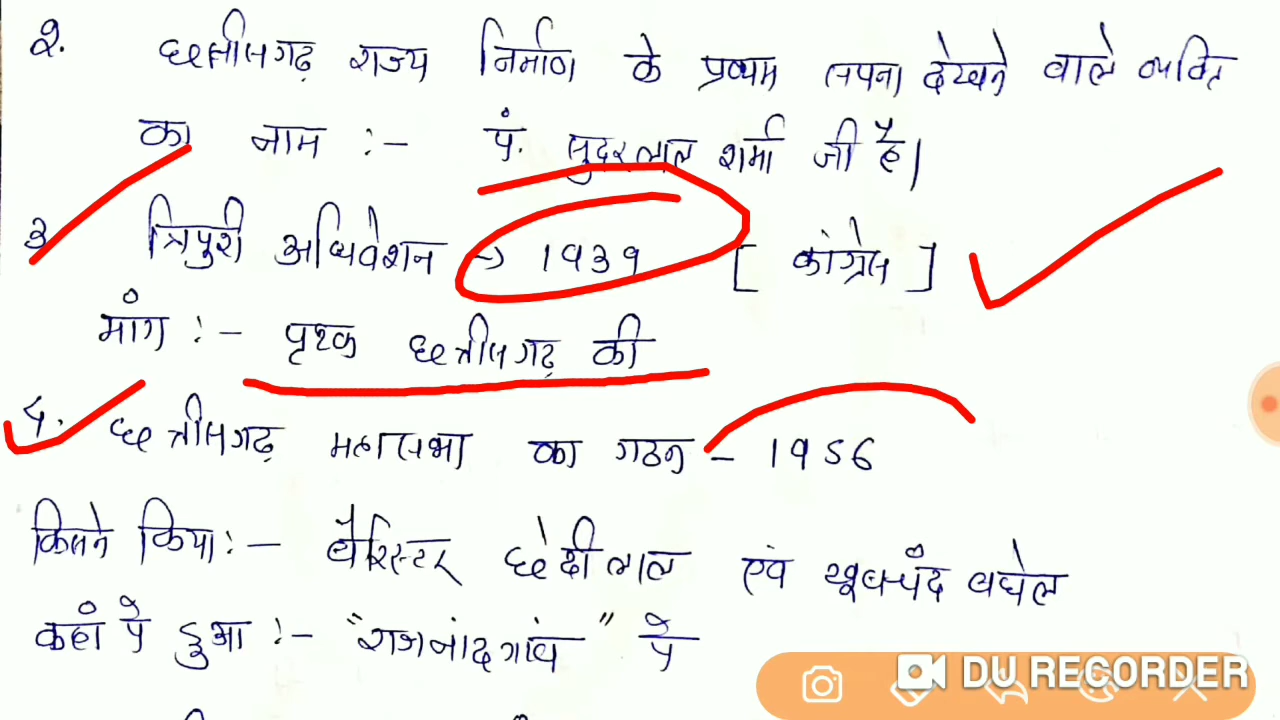 2. छत्तीसगढ़ राज्य निर्माण के प्रथम सपना देखने वाले व्यक्ति
का नाम :- पं. सुदरलाल शर्मा जी है।
3 त्रिपुरी अधिवेशन -> 1939 [ कांग्रेस ]
मांग :- पृथक छत्तीसगढ़ की
छत्तीसगढ़ महासभा का गठन - 1956
किसने किया :- बैरिस्टर छेदीलाल एवं खूबचंद बघेल
कहां पे हुआ :- "राजनांदगांव" पे
DU RECORDER